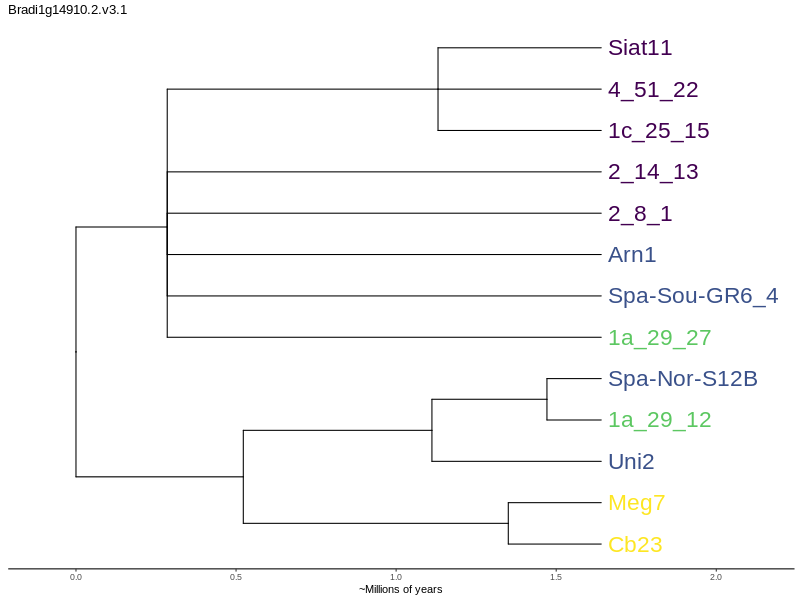 Bradi1g14910.2.v3.1
Siat11
4_51_22
1c_25_15
2_14_13
2_8_1
Arn1
Spa-Sou-GR6_4
1a_29_27
Spa-Nor-S12B
1a_29_12
Uni2
Meg7
Cb23
0.0 0.5 1.0 1.5 2.0
~Millions of years